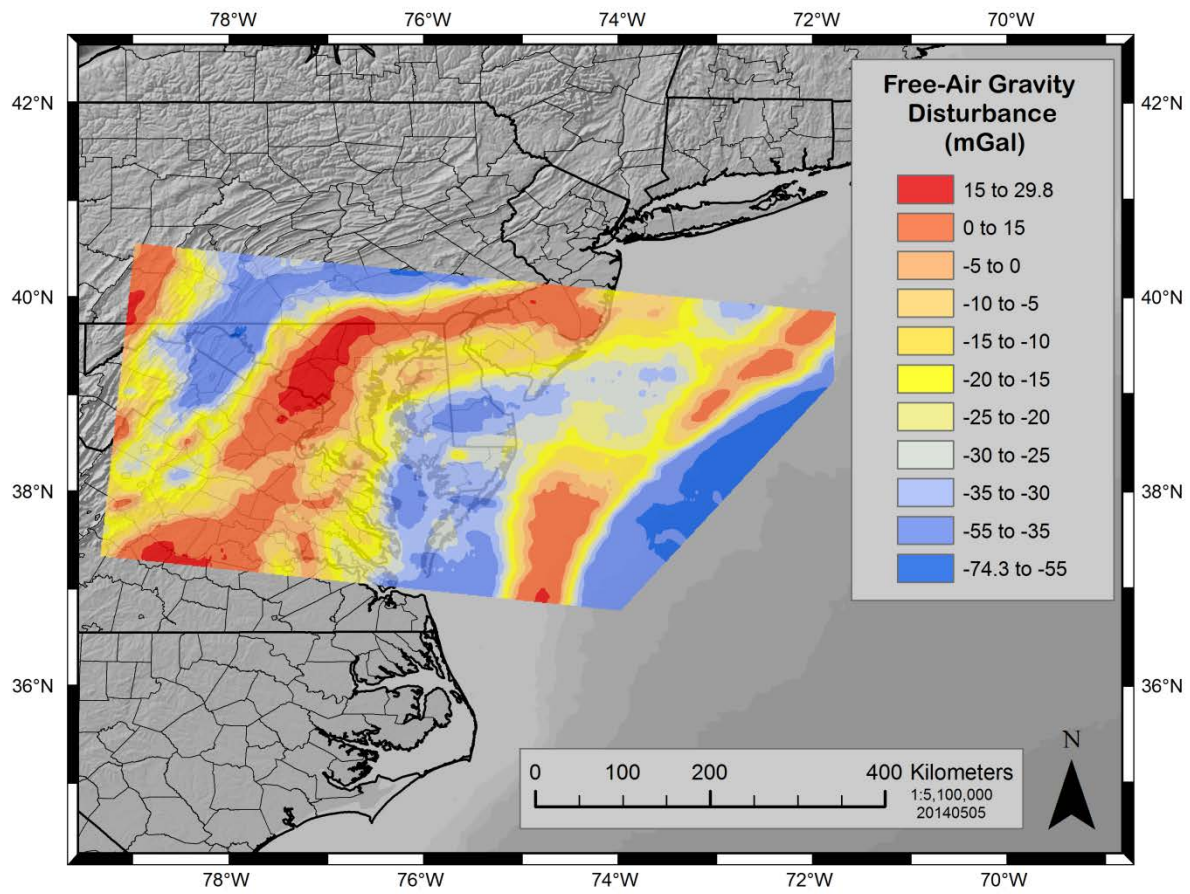 78°W 76°W 74°W 72°W 70°W
42°N 42°N
40°N 40°N
38°N 38°N
36°N 36°N
Free-Air Gravity
Disturbance
(mGal)
15 to 29.8
0 to 15
-5 to 0
-10 to -5
-15 to -10
-20 to -15
-25 to -20
-30 to -25
-35 to -30
-55 to -35
-74.3 to -55
0 100 200 400 Kilometers
1:5,100,000
20140505
N
78°W 76°W 74°W 72°W 70°W